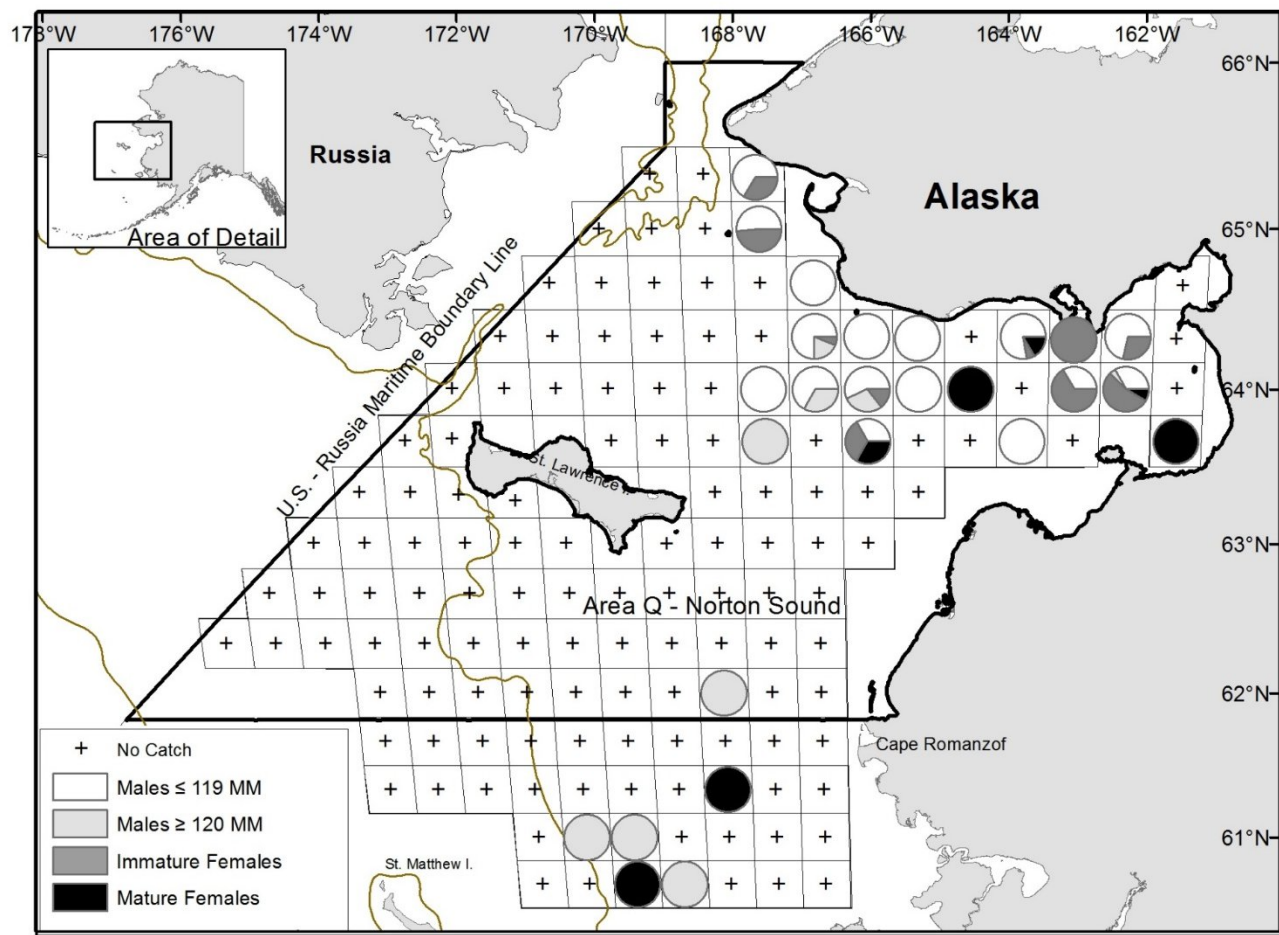 178°W 176°W 174°W 172°W 170°W 168°W 166°W 164°W 162°W
66°N
Russia
Alaska
Area of Detail
65°N
U.S. - Russia Maritime Boundary Line
64°N
St. Lawrence I.
63°N
Area Q - Norton Sound
62°N
Cape Romanzof
No Catch
Males ≤ 119 MM
Males ≥ 120 MM
Immature Females
Mature Females
61°N
St. Matthew I.